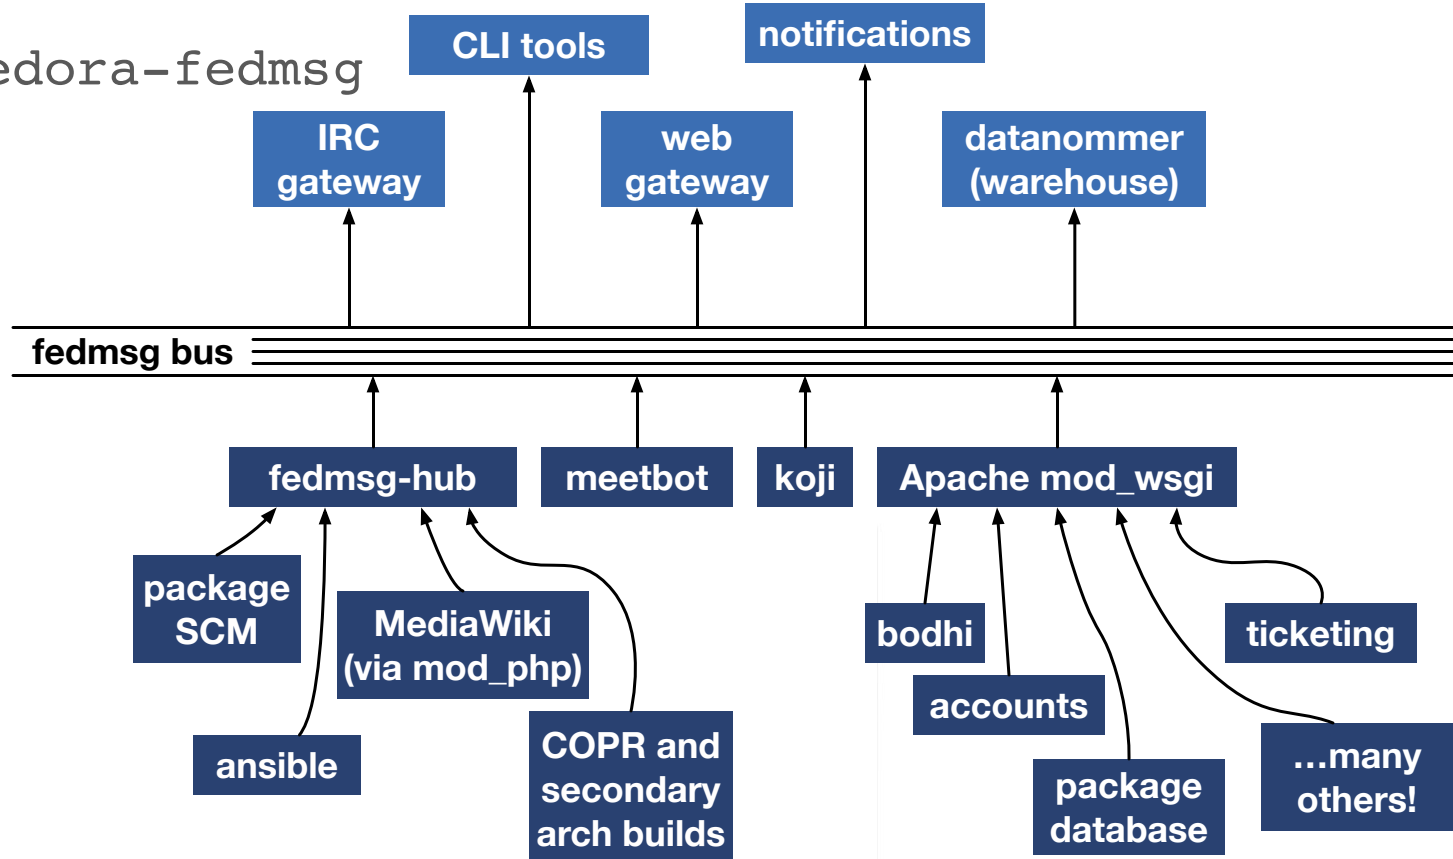 edora-fedmsg
CLI tools
notifications
IRC
gateway
web
gateway
datanommer
(warehouse)
fedmsg bus
fedmsg-hub
meetbot
koji
Apache mod_wsgi
package
SCM
MediaWiki
(via mod_php)
bodhi
ticketing
accounts
ansible
COPR and
secondary
arch builds
package
database
…many
others!